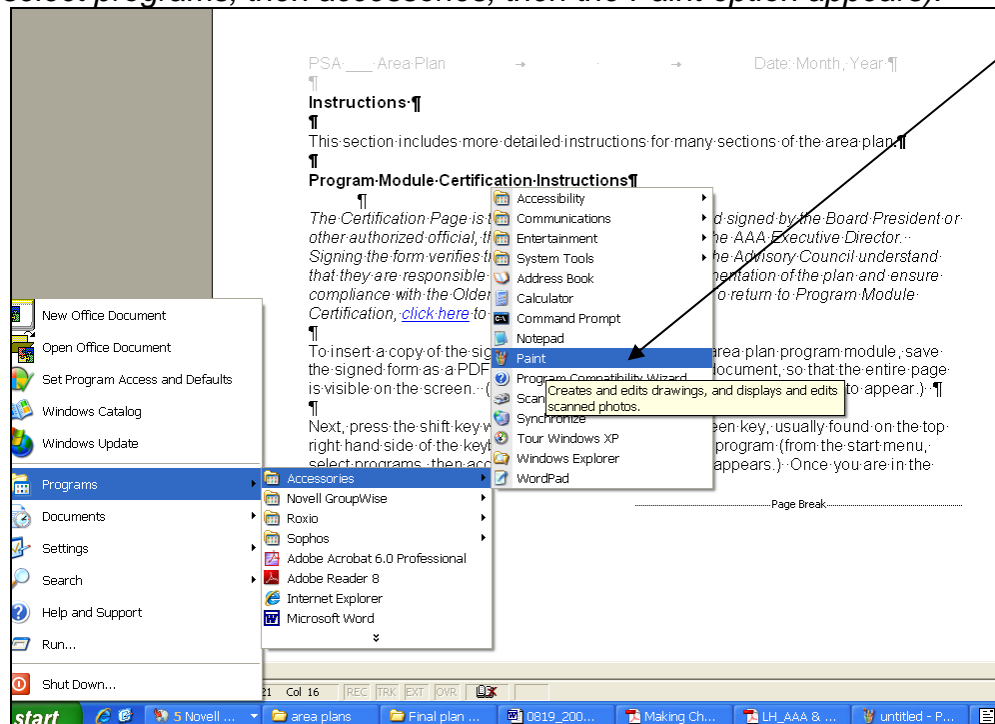 select programs, then accessories, then the Paint option appears).
PSA ___ Area Plan → · → Date: Month, Year ¶
¶
Instructions·¶
¶
This·section·includes·more·detailed·instructions·for·many·sections·of·the·area·plan.¶
¶
Program·Module·Certification·Instructions¶
¶
The·Certification·Page·is·
d·signed·by·the·Board·President·or·
other·authorized·official,
he·AAA·Executive·Director.··
Signing·the·form·verifies·
he·Advisory·Council·understand·
that·they·are·responsible·
mentation·of·the·plan·and·ensure·
compliance·with·the·Older
o·return·to·Program·Module·
Certification,·click·here·to·
¶
To·insert·a·copy·of·the·sig
area·plan·program·module,·save·
the·signed·form·as·a·PDF
document,·so·that·the·entire·page·
is·visible·on·the·screen.··(
to·appear.)··¶
¶
Next,·press·the·shift·key·
een·key,·usually·found·on·the·top·
right·hand·side·of·the·key
program·(from·the·start·menu,·
select·programs,·then·acc
appears.)··Once·you·are·in·the·
Page Break
Accessibility
Communications
Entertainment
System Tools
Address Book
Calculator
Command Prompt
Notepad
Paint
Program Compatibility Wizard
Scan
Synchronize
Tour Windows XP
Windows Explorer
WordPad
Creates and edits drawings, and displays and edits
scanned photos.
New Office Document
Open Office Document
Set Program Access and Defaults
Windows Catalog
Windows Update
Programs
Documents
Settings
Search
Help and Support
Run...
Shut Down...
Accessories
Novell GroupWise
Roxio
Sophos
Adobe Acrobat 6.0 Professional
Adobe Reader 8
Internet Explorer
Microsoft Word
21 Col 16 REC TRK EXT OVR
start 5 Novell ... area plans Final plan ... 0819_200... Making Ch... LH_AAA & ... untitled - P...